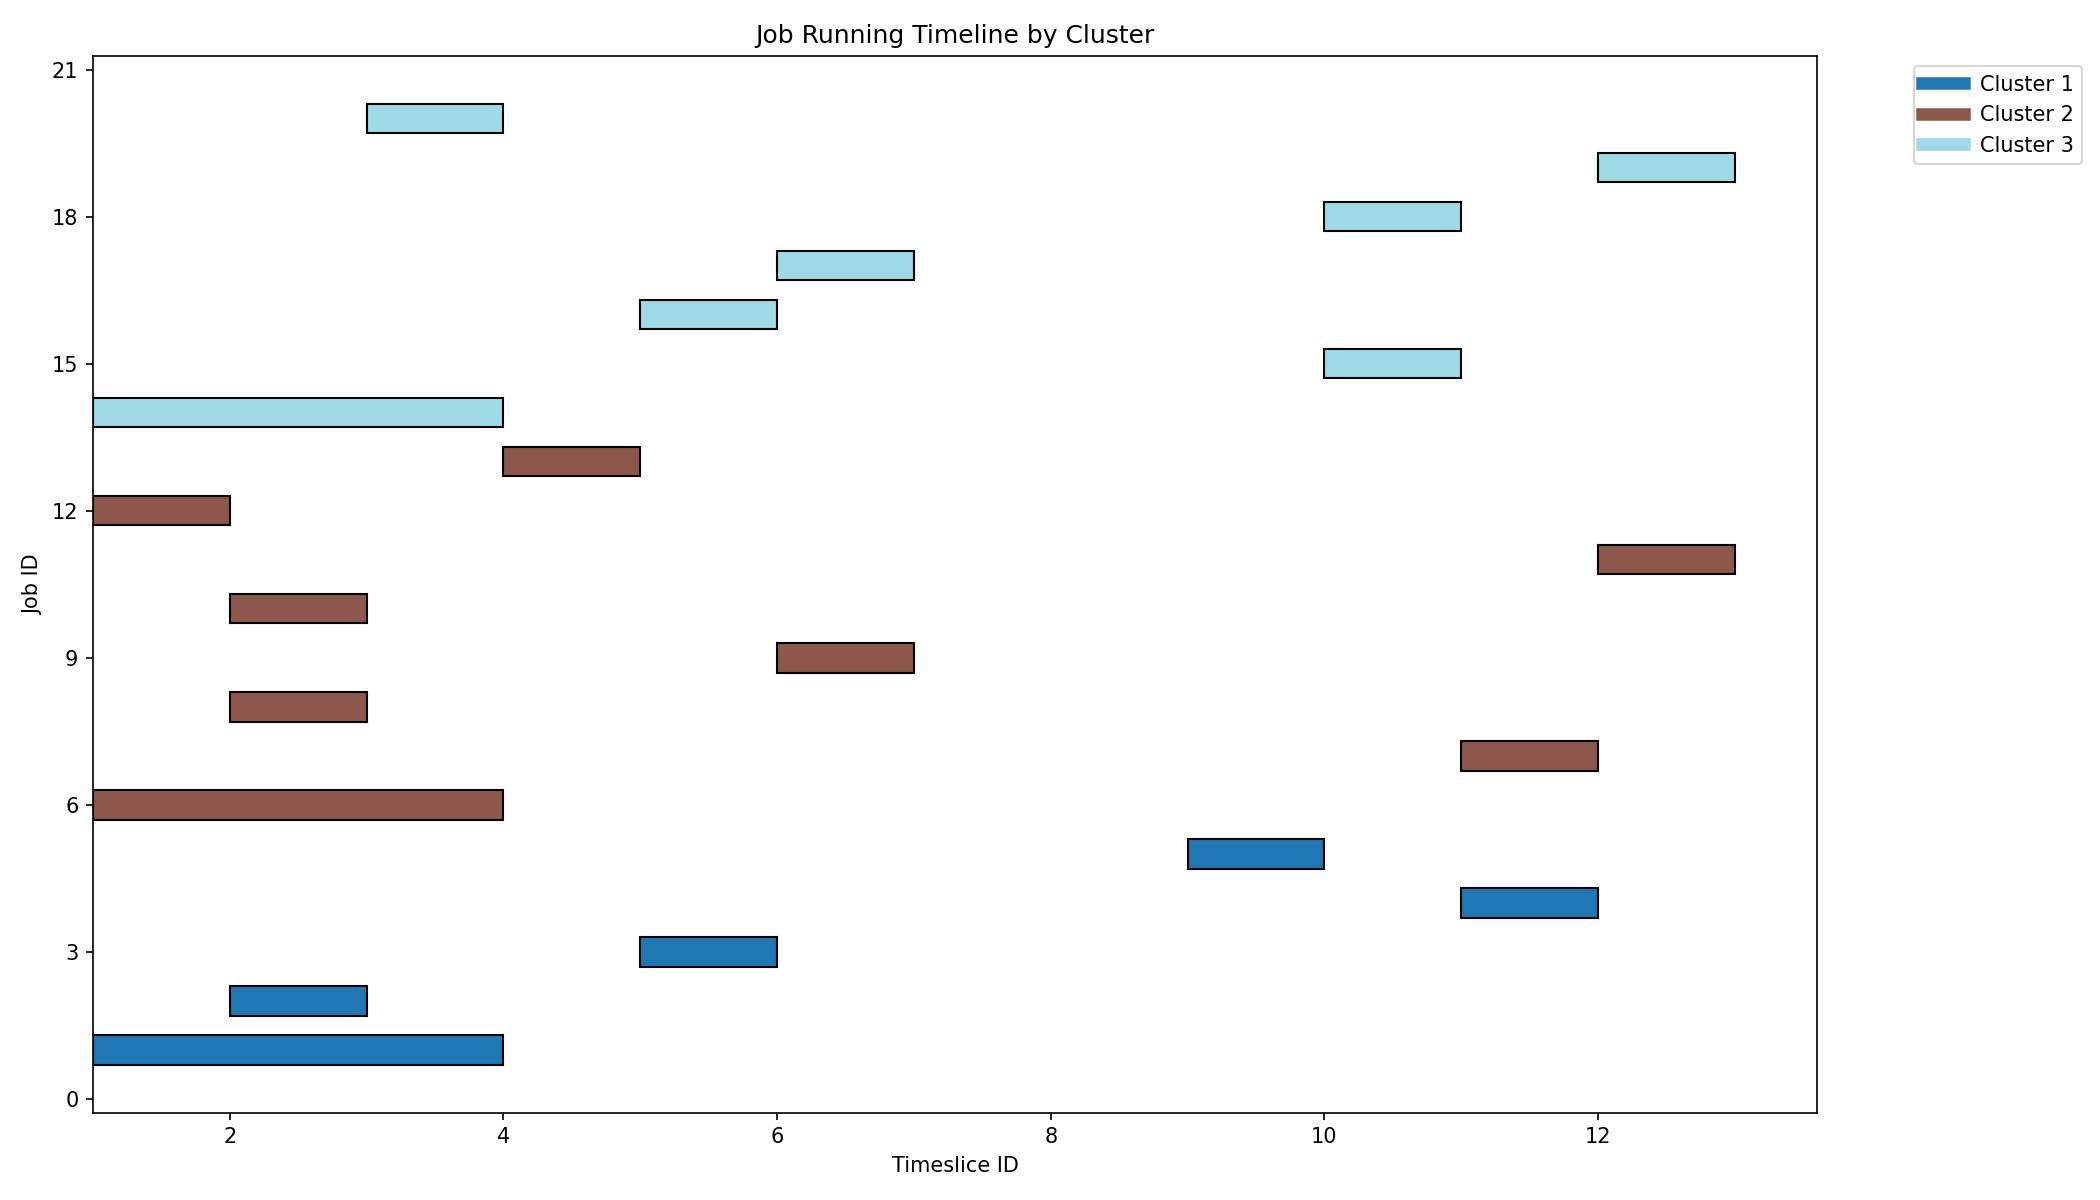 Job Running Timeline by Cluster
Cluster 1
Cluster 2
Cluster 3
Job ID
21
18
15
12
9
6
3
0
2 4 6 8 10 12
Timeslice ID